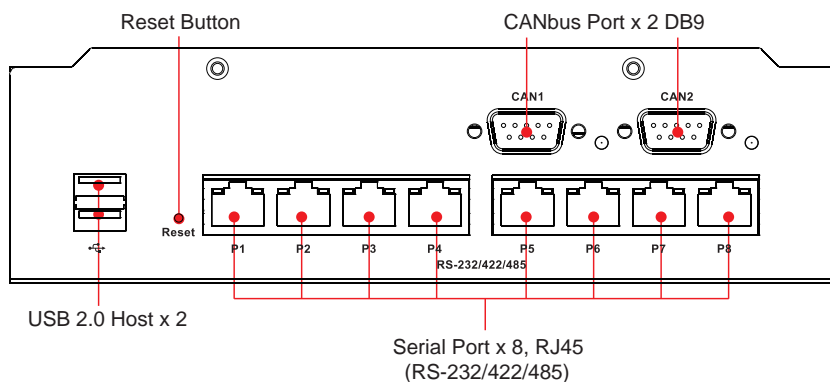 Reset Button
CANbus Port x 2 DB9
CAN1
CAN2
Reset
P1
P2
P3
P4
P5
P6
P7
P8
RS-232/422/485
USB 2.0 Host x 2
Serial Port x 8, RJ45
(RS-232/422/485)